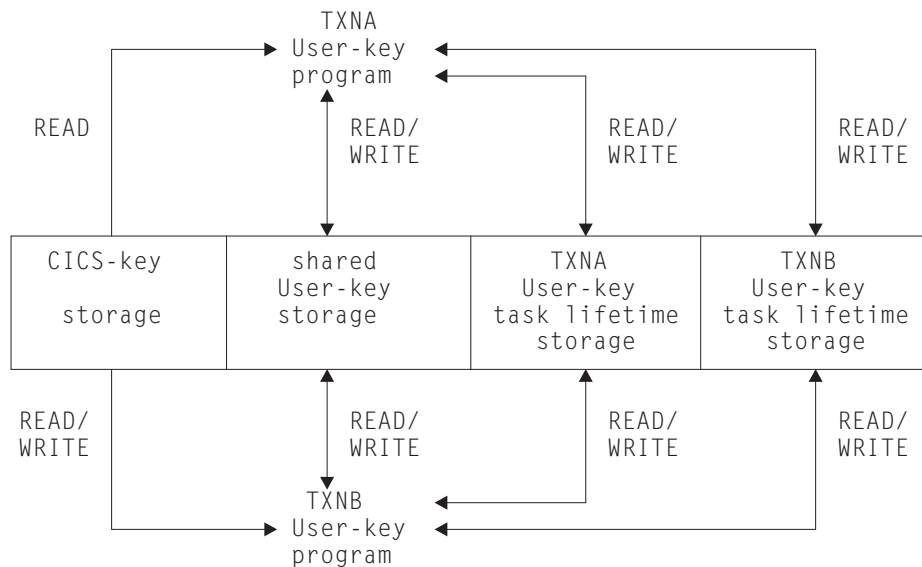 TXNA
User-key
program
READ
READ/
WRITE
READ/
WRITE
READ/
WRITE
CICS-key
storage
shared
User-key
storage
TXNA
User-key
task lifetime
storage
TXNB
User-key
task lifetime
storage
READ/
WRITE
READ/
WRITE
READ/
WRITE
READ/
WRITE
TXNB
User-key
program